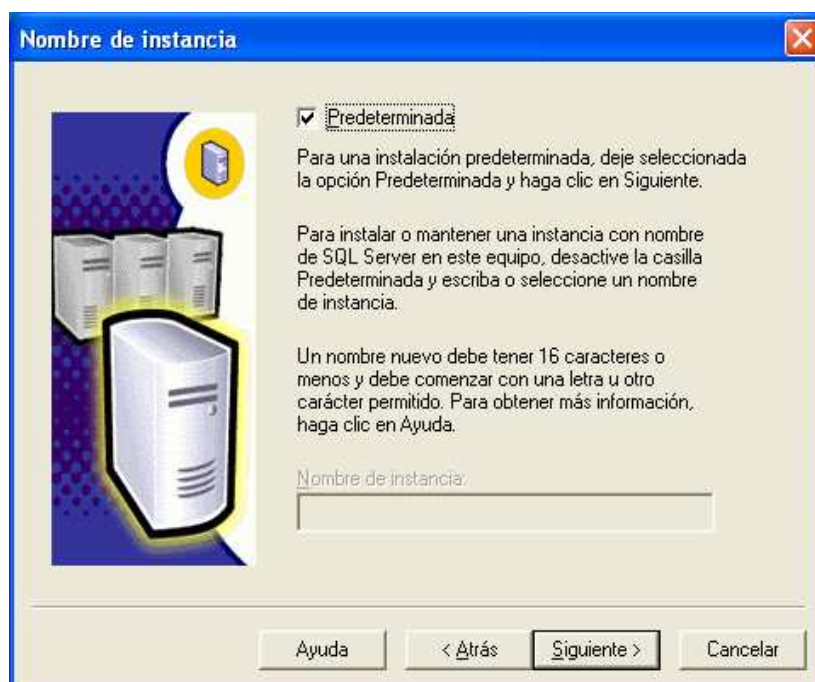 Nombre de instancia
Predeterminada
Para una instalación predeterminada, deje seleccionada
la opción Predeterminada y haga clic en Siguiente.
Para instalar o mantener una instancia con nombre
de SQL Server en este equipo, desactive la casilla
Predeterminada y escriba o seleccione un nombre
de instancia.
Un nombre nuevo debe tener 16 caracteres o
menos y debe comenzar con una letra u otro
carácter permitido. Para obtener más información,
haga clic en Ayuda.
Nombre de instancia:
Ayuda
< Atrás
Siguiente >
Cancelar